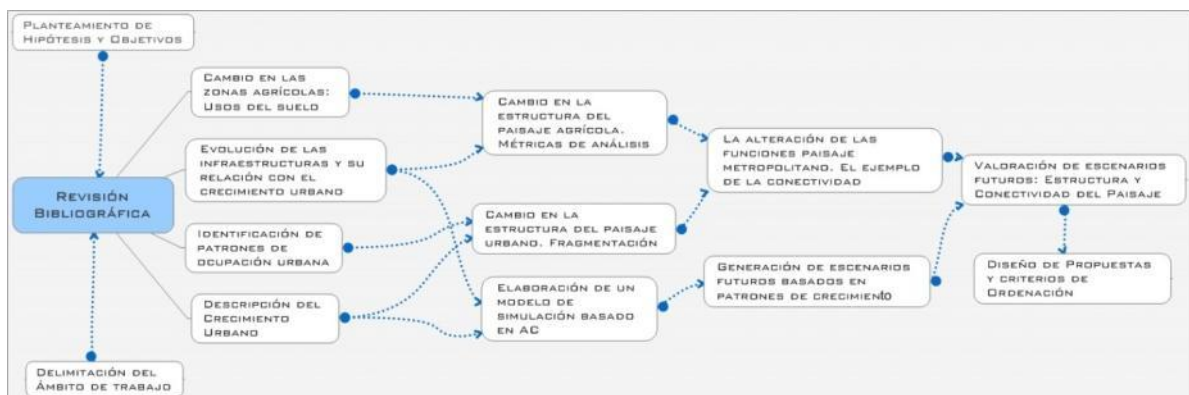 Planteamiento de
Hipótesis y Objetivos
Cambio en las
zonas agrícolas:
Usos del suelo
Evolución de las
infraestructuras y su
relación con el
crecimiento urbano
Revisión
Bibliográfica
Identificación de
patrones de
ocupación urbana
Descripción del
Crecimiento
Urbano
Delimitación del
Ámbito de trabajo
Cambio en la
estructura del
paisaje agrícola.
Métricas de análisis
Cambio en la
estructura del paisaje
urbano. Fragmentación
Elaboración de un
modelo de
simulación basado
en AC
La alteración de las
funciones paisaje
metropolitano. El ejemplo
de la conectividad
Generación de escenarios
futuros basados en
patrones de crecimiento
Valoración de escenarios
futuros: Estructura y
Conectividad del Paisaje
Diseño de Propuestas
y criterios de
Ordenación